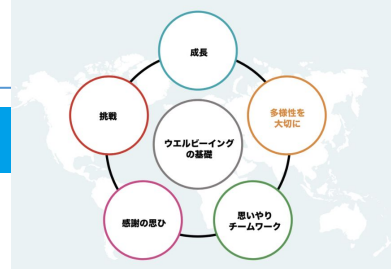 成長
挑戦
多様性を
大切に
ウエルビーイング
の基礎
感謝の思ひ
思いやり
チームワーク